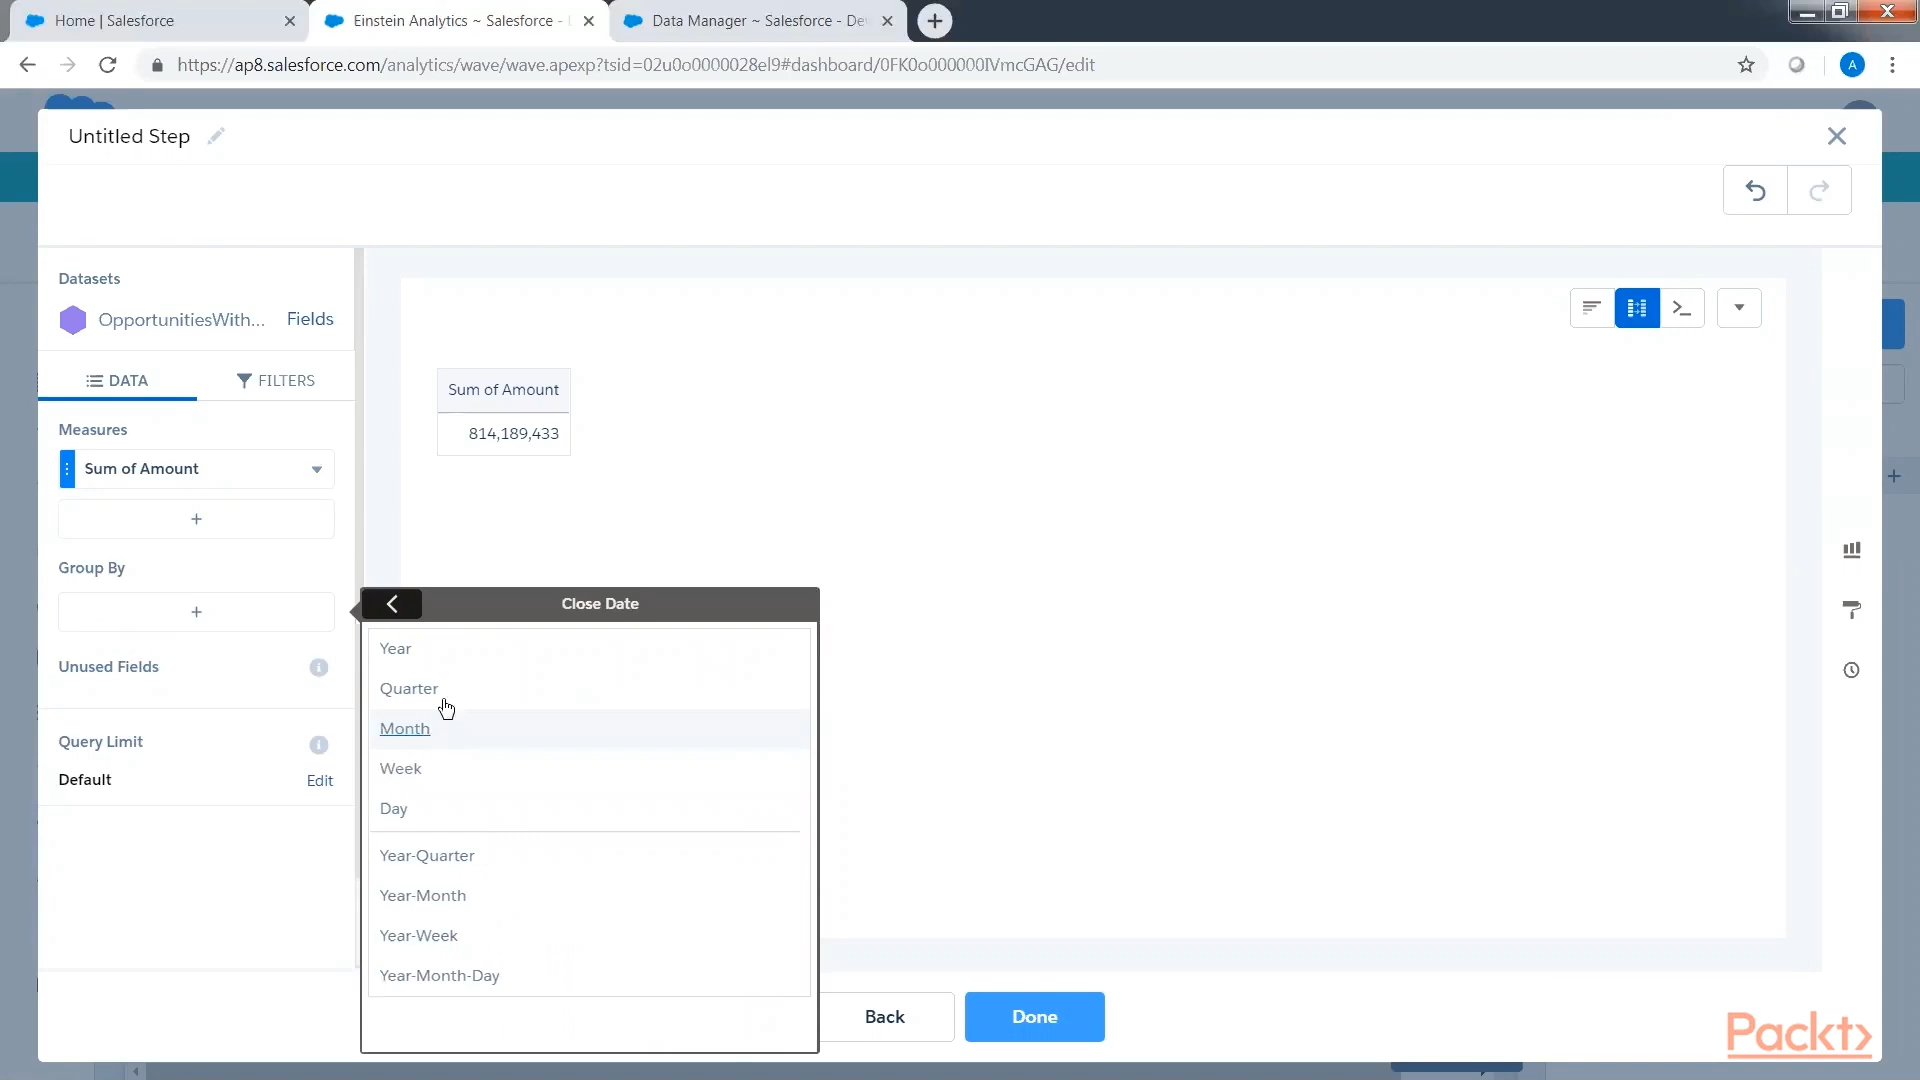 Home | Salesforce
Einstein Analytics ~ Salesforce -
Data Manager ~ Salesforce - De
https://ap8.salesforce.com/analytics/wave/wave.apexp?tsid=02u0o0000028el9#dashboard/0FK0o000000IVmcGAG/edit
A
Untitled Step
Datasets
OpportunitiesWith... Fields
DATA FILTERS
Measures
Sum of Amount
Group By
Unused Fields
Query Limit
Default Edit
Sum of Amount
814,189,433
Close Date
Year
Quarter
Month
Week
Day
Year-Quarter
Year-Month
Year-Week
Year-Month-Day
Back Done
Packt